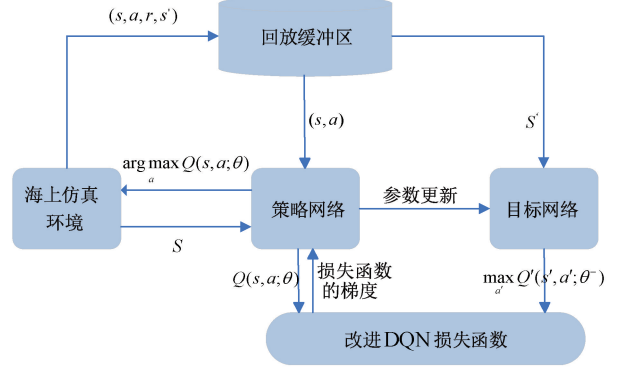 (s,a,r,s‘)
回放缓冲区
(s,a)
S‘
arg max Q(s,a;θ)
a
海上仿真
环境
策略网络
参数更新
目标网络
S
Q(s,a;θ)
损失函数
的梯度
max Q′(s′,a′;θ⁻)
a′
改进DQN损失函数